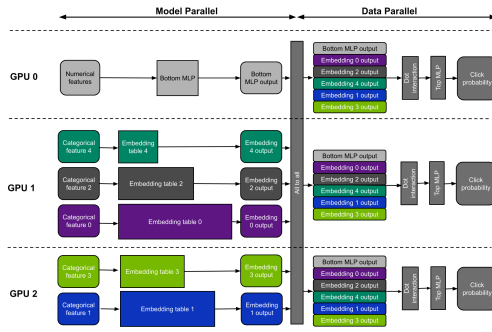 Model Parallel
Data Parallel
GPU 0
Numerical
features
Bottom MLP
Bottom
MLP output
All to all
Bottom MLP output
Embedding 0 output
Embedding 2 output
Embedding 4 output
Embedding 1 output
Embedding 3 output
Dot
interaction
Top MLP
Click
probability
GPU 1
Categorical
feature 4
Embedding
table 4
Embedding
4 output
Categorical
feature 2
Embedding table 2
Embedding
2 output
Categorical
feature 0
Embedding table 0
Embedding
0 output
Bottom MLP output
Embedding 0 output
Embedding 2 output
Embedding 4 output
Embedding 1 output
Embedding 3 output
Dot
interaction
Top MLP
Click
probability
GPU 2
Categorical
feature 3
Embedding table 3
Embedding
3 output
Categorical
feature 1
Embedding table 1
Embedding
1 output
Bottom MLP output
Embedding 0 output
Embedding 2 output
Embedding 4 output
Embedding 1 output
Embedding 3 output
Dot
interaction
Top MLP
Click
probability